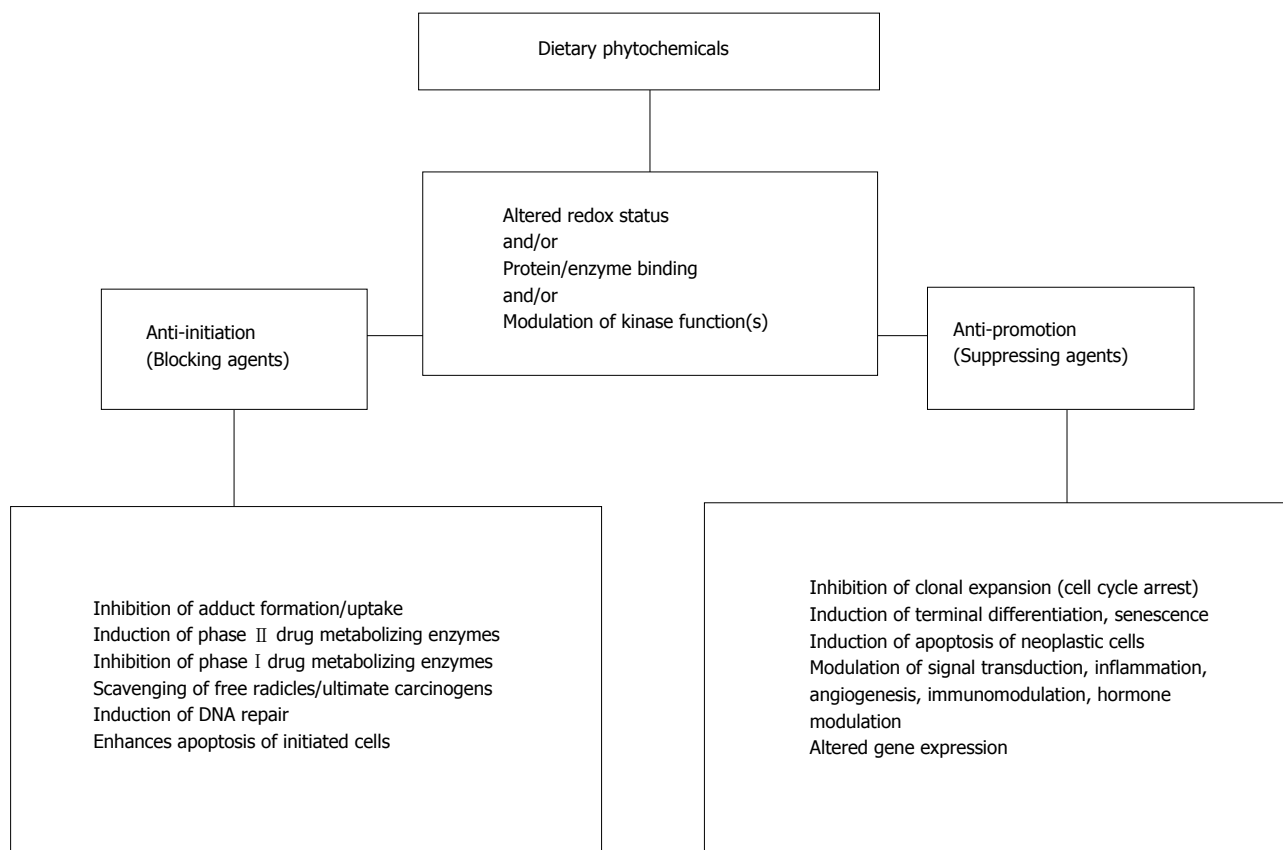 Dietary phytochemicals
Altered redox status
and/or
Protein/enzyme binding
and/or
Modulation of kinase function(s)
Anti-initiation
(Blocking agents)
Anti-promotion
(Suppressing agents)
Inhibition of adduct formation/uptake
Induction of phase Ⅱ drug metabolizing enzymes
Inhibition of phase Ⅰ drug metabolizing enzymes
Scavenging of free radicles/ultimate carcinogens
Induction of DNA repair
Enhances apoptosis of initiated cells
Inhibition of clonal expansion (cell cycle arrest)
Induction of terminal differentiation, senescence
Induction of apoptosis of neoplastic cells
Modulation of signal transduction, inflammation,
angiogenesis, immunomodulation, hormone
modulation
Altered gene expression